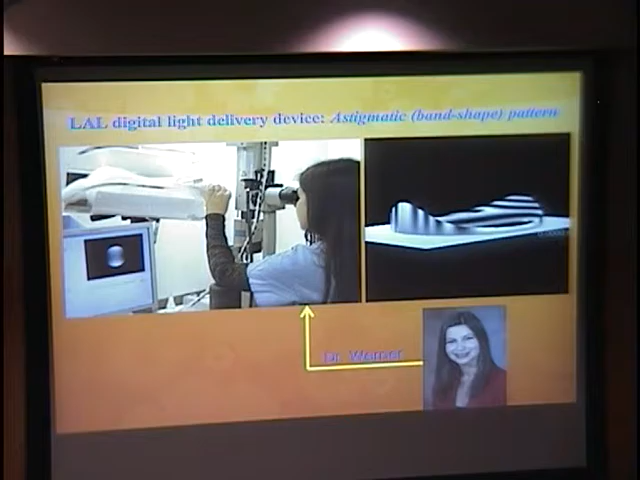 LAL digital light delivery device: Astigmatic (band-shape) pattern
Dr. Werner